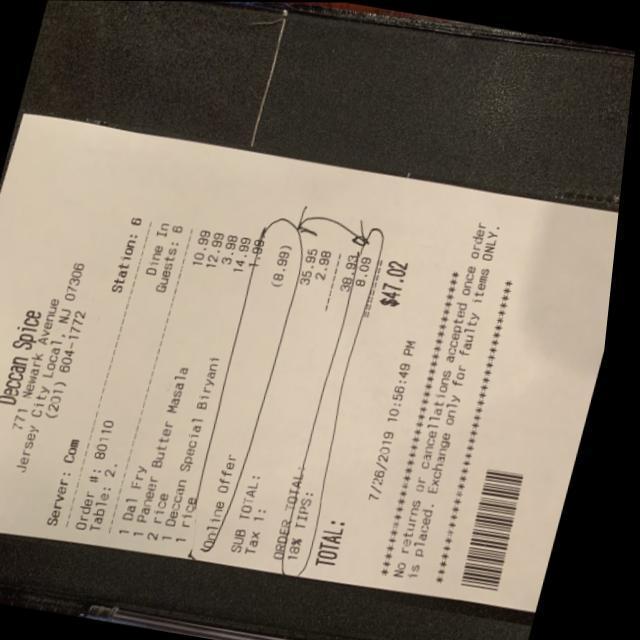 Deccan Spice
771 Newark Avenue
Jersey City Local, NJ 07306
(201) 604-1772
Station: 6
Server: Com
Order #: 80110 Dine In
Table: 2. Guests: 6
1 Dal Fry 10.99
1 Paneer Butter Masala 12.99
2 rice 3.98
1 Deccan Special Biryani 14.99
1 rice 1.99
Online Offer (8.99)
SUB TOTAL: 35.95
Tax 1: 2.98
ORDER TOTAL: 38.93
18% TIPS: 8.09
TOTAL: $47.02
7/26/2019 10:56:49 PM
No returns or cancellations accepted once order
is placed. Exchange only for faulty items ONLY.